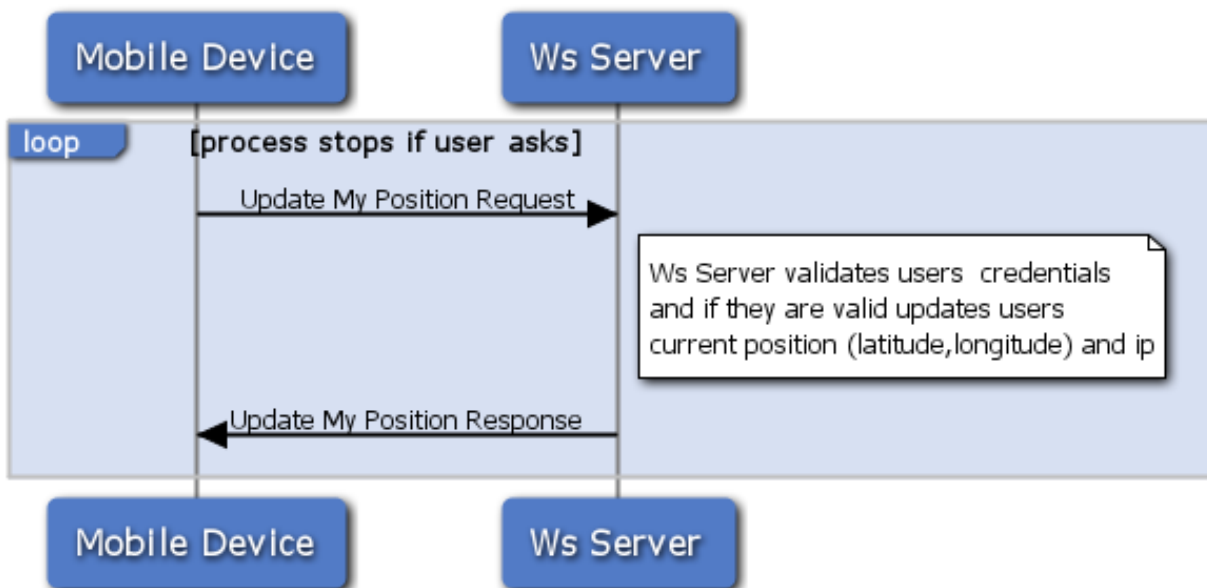 Mobile Device
Ws Server
loop
[process stops if user asks]
Update My Position Request
Ws Server validates users  credentials
and if they are valid updates users
current position (latitude,longitude) and ip
Update My Position Response
Mobile Device
Ws Server